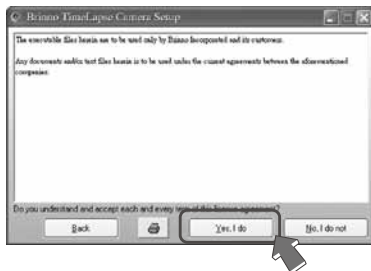 Brinno TimeLapse Camera Setup
The executable files herein are to be used only by Brinno Incorporated and its customers.
Any documents and/or text files herein is to be used under the current agreements between the aforementioned
companies.
Do you understand and accept each and every term of this license agreement?
Back
Yes, I do
No, I do not